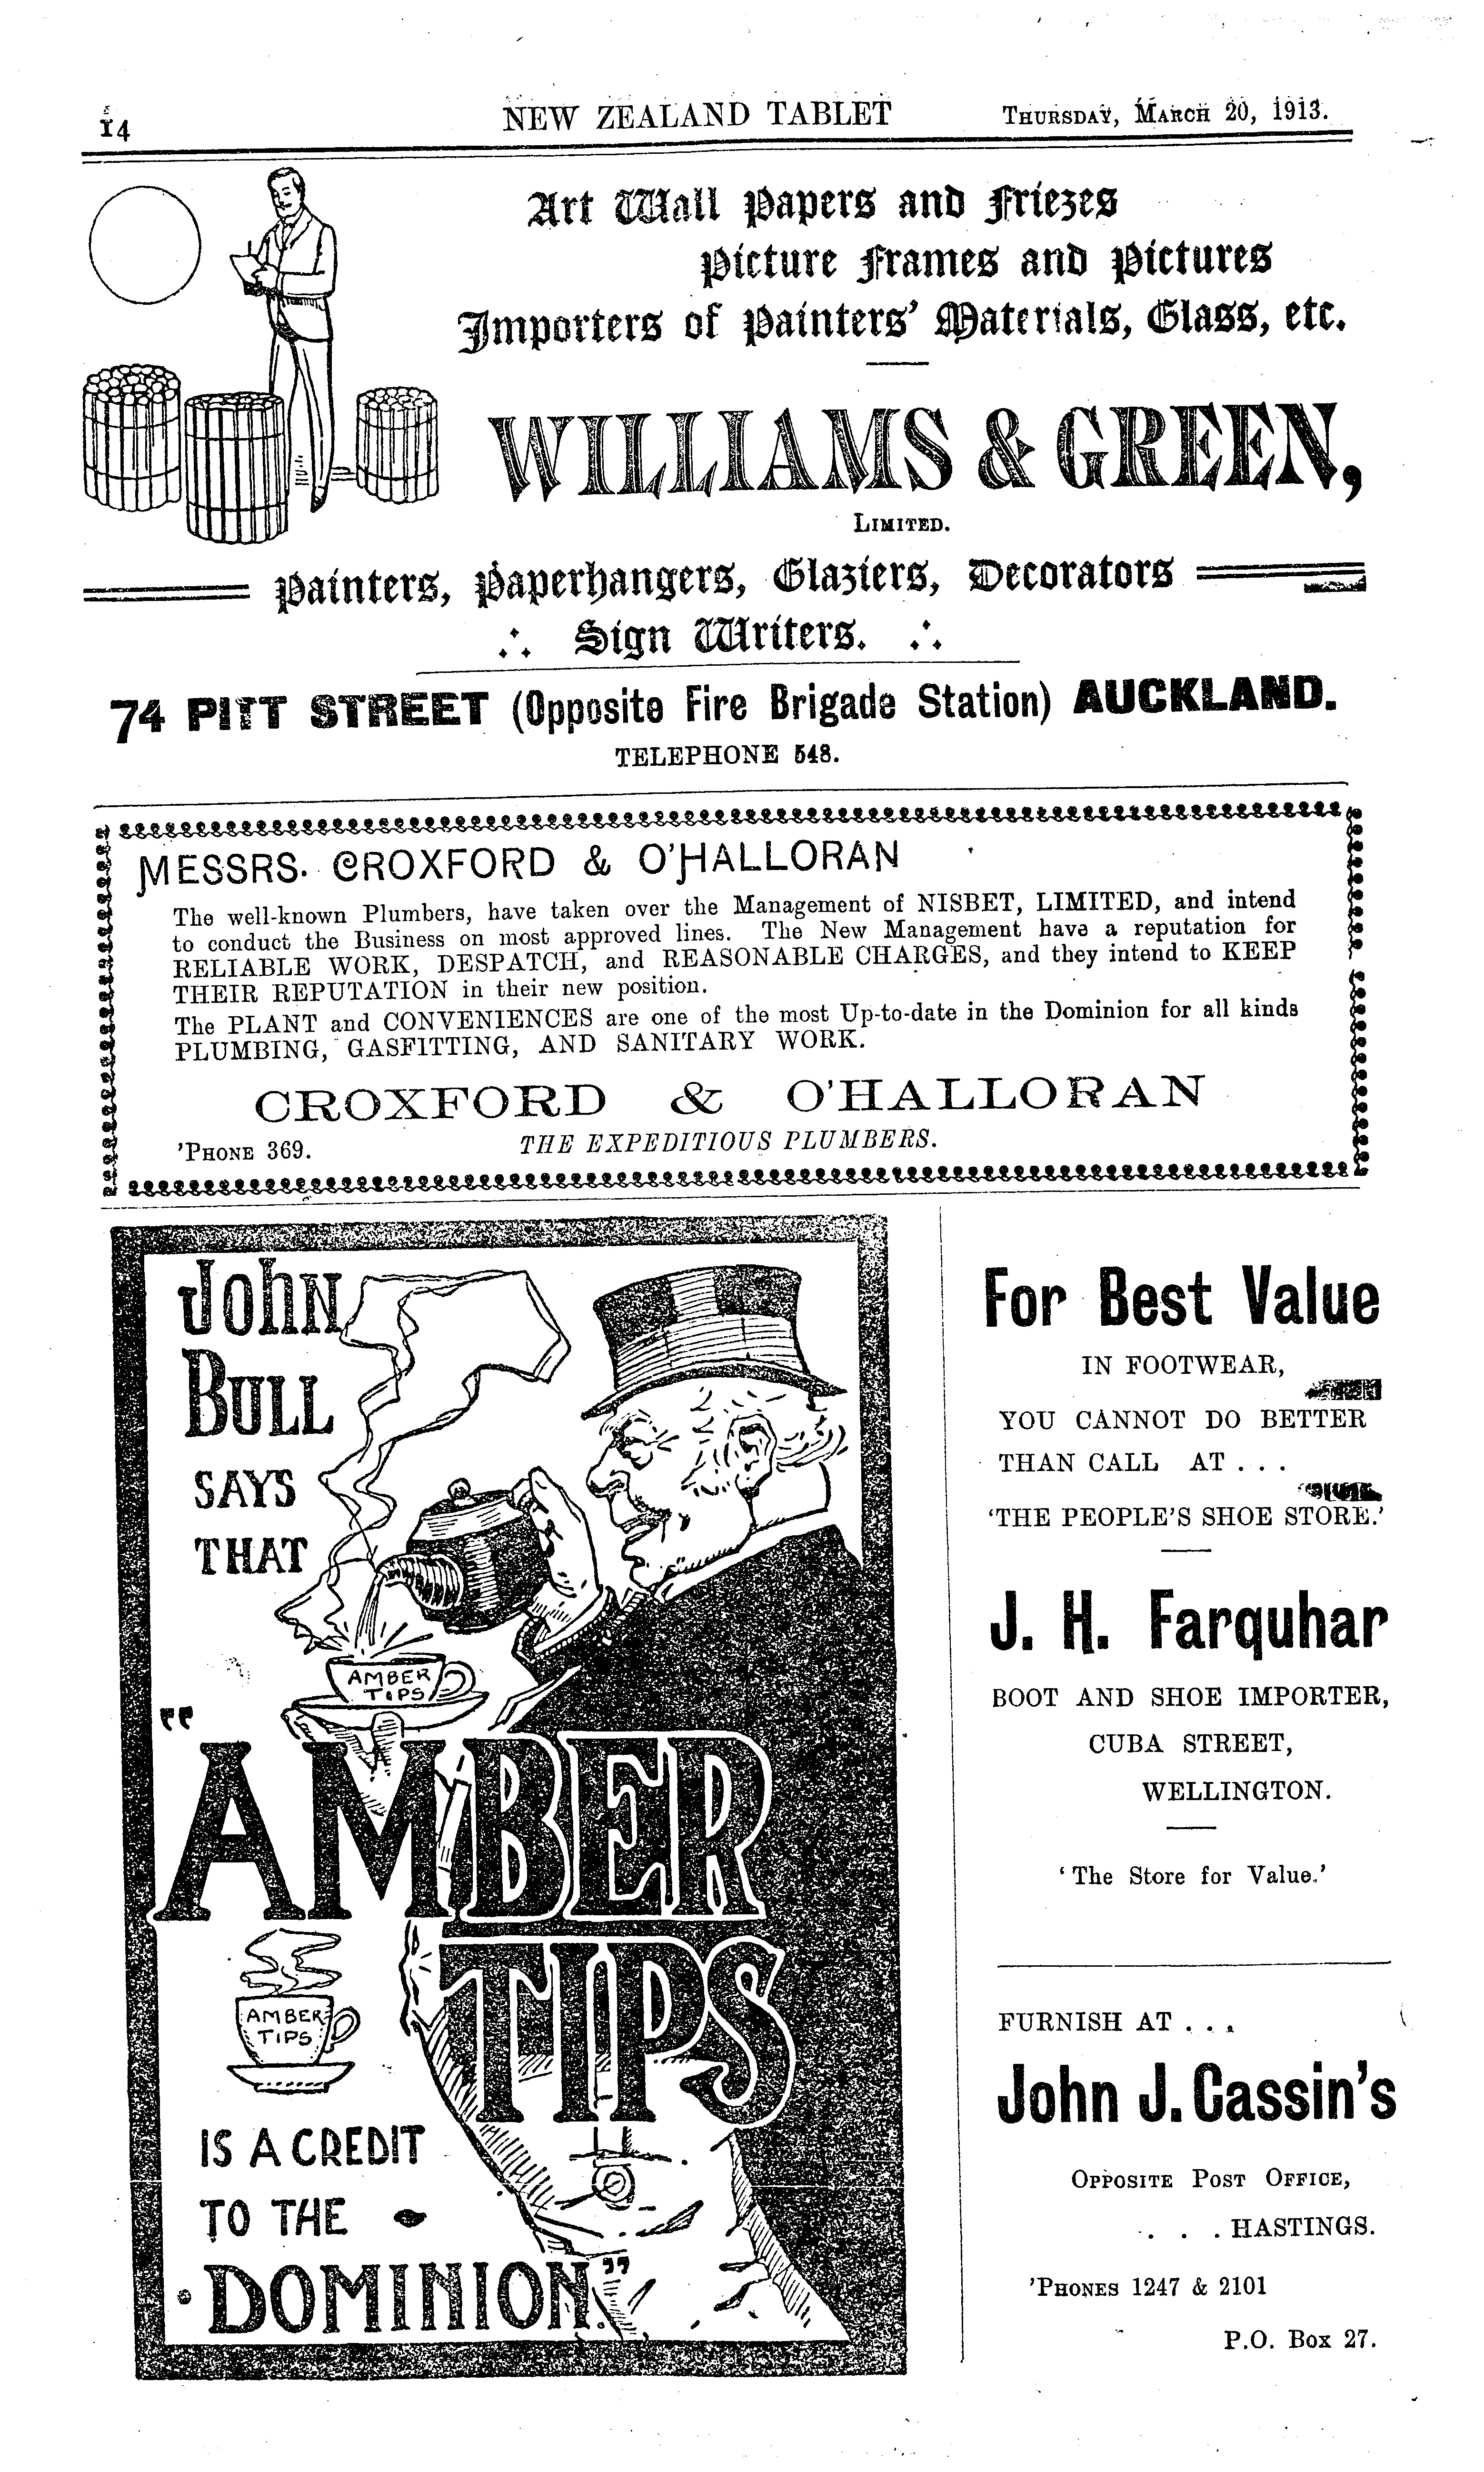 14
NEW ZEALAND TABLET
Thursday, March 20, 1913.
Art Wall Papers and Friezes
Picture Frames and Pictures
Importers of Painters' Materials, Glass, etc.
WILLIAMS & GREEN,
Limited.
Painters, Paperhangers, Glaziers, Decorators
Sign Writers.
74 PITT STREET (Opposite Fire Brigade Station) AUCKLAND.
TELEPHONE 548.
MESSRS. CROXFORD & O'HALLORAN
The well-known Plumbers, have taken over the Management of NISBET, LIMITED, and intend
to conduct the Business on most approved lines. The New Management have a reputation for
RELIABLE WORK, DESPATCH, and REASONABLE CHARGES, and they intend to KEEP
THEIR REPUTATION in their new position.
The PLANT and CONVENIENCES are one of the most Up-to-date in the Dominion for all kinds
PLUMBING, GASFITTING, AND SANITARY WORK.
CROXFORD & O'HALLORAN
'Phone 369.
THE EXPEDITIOUS PLUMBERS.
John
Bull
SAYS
THAT
AMBER
TIPS
"AMBER
TIPS
AMBER
TIPS
IS A CREDIT
TO THE
DOMINION."
For Best Value
IN FOOTWEAR,
YOU CANNOT DO BETTER
THAN CALL AT . . .
'THE PEOPLE'S SHOE STORE.'
J. H. Farquhar
BOOT AND SHOE IMPORTER,
CUBA STREET,
WELLINGTON.
'The Store for Value.'
FURNISH AT . . .
John J. Cassin's
Opposite Post Office,
. . . HASTINGS.
'Phones 1247 & 2101
P.O. Box 27.